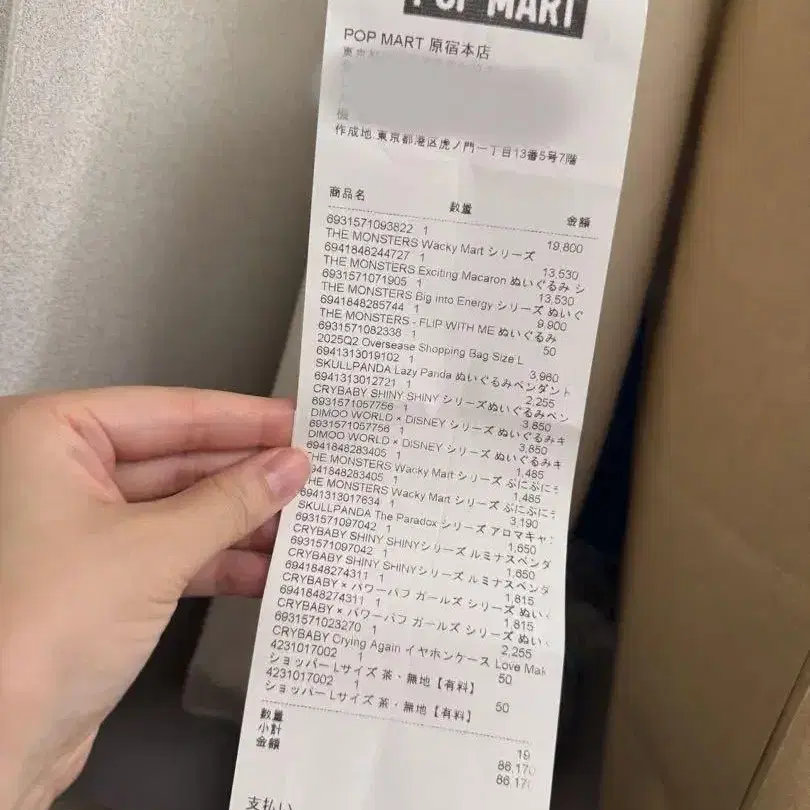 POP MART
POP MART 原宿本店
作成地 東京都港区虎ノ門一丁目13番5号7階
商品名 数量 金額
6931571093822 1 19,800
THE MONSTERS Wacky Mart シリーズ
6941848244727 1 13,530
THE MONSTERS Exciting Macaron ぬいぐるみ シ
6931571071905 1 13,530
THE MONSTERS Big into Energy シリーズ ぬいぐ
6941848285744 1 9,900
THE MONSTERS - FLIP WITH ME ぬいぐるみ
6931571082338 1 50
2025Q2 Oversease Shopping Bag Size L
6941313019102 1 3,960
SKULLPANDA Lazy Panda ぬいぐるみペンダント
6941313012721 1 2,255
CRYBABY SHINY SHINY シリーズぬいぐるみペン
6931571057756 1 3,850
DIMOO WORLD × DISNEY シリーズ ぬいぐるみキ
6931571057756 1 3,850
DIMOO WORLD × DISNEY シリーズ ぬいぐるみキ
6941848283405 1 1,485
THE MONSTERS Wacky Mart シリーズ ぷにぷに
6941848283405 1 1,485
THE MONSTERS Wacky Mart シリーズ ぷにぷに
6941313017634 1 3,190
SKULLPANDA The Paradox シリーズ アロマキャ
6931571097042 1 1,650
CRYBABY SHINY SHINYシリーズ ルミナスペンダ
6931571097042 1 1,650
CRYBABY SHINY SHINYシリーズ ルミナスペンダ
6941848274311 1 1,815
CRYBABY × パワーパフ ガールズ シリーズ ぬい
6941848274311 1 1,815
CRYBABY × パワーパフ ガールズ シリーズ ぬい
6931571023270 1 2,255
CRYBABY Crying Again イヤホンケース Love Mak
4231017002 1 50
ショッパー Lサイズ 茶・無地【有料】
4231017002 1 50
ショッパー Lサイズ 茶・無地【有料】
数量 19
小計 86,170
金額 86,170
支払い